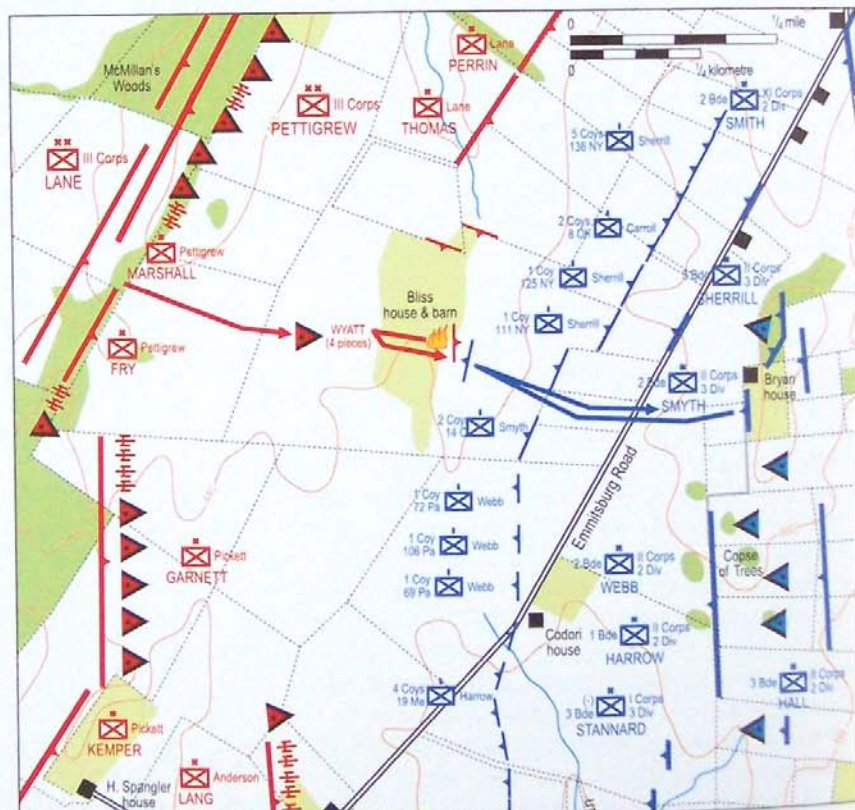 0
1/4 mile
0
1/4 kilometre
McMillan's
Woods
III Corps
PETTIGREW
Lane
PERRIN
Lane
THOMAS
III Corps
LANE
2 Bde
XI Corps
2 Div
SMITH
5 Coys
136 NY
Sherrill
2 Coys
8 OH
Carroll
1 Coy
125 NY
Sherrill
1 Coy
111 NY
Sherrill
Pettigrew
MARSHALL
3 Bde
II Corps
3 Div
SHERRILL
Bliss
house & barn
WYATT
(4 pieces)
Pettigrew
FRY
2 Bde
II Corps
3 Div
SMYTH
Bryan
house
2 Coy
14 C
Smyth
Emmitsburg Road
1 Coy
72 Pa
Webb
1 Coy
106 Pa
Webb
1 Coy
69 Pa
Webb
Pickett
GARNETT
2 Bde
II Corps
2 Div
WEBB
Copse
of Trees
Codori
house
1 Bde
II Corps
2 Div
HARROW
4 Coys
19 Me
Harrow
(-)
3 Bde
I Corps
3 Div
STANNARD
3 Bde
II Corps
2 Div
HALL
Pickett
KEMPER
H. Spangler
house
Anderson
LANG